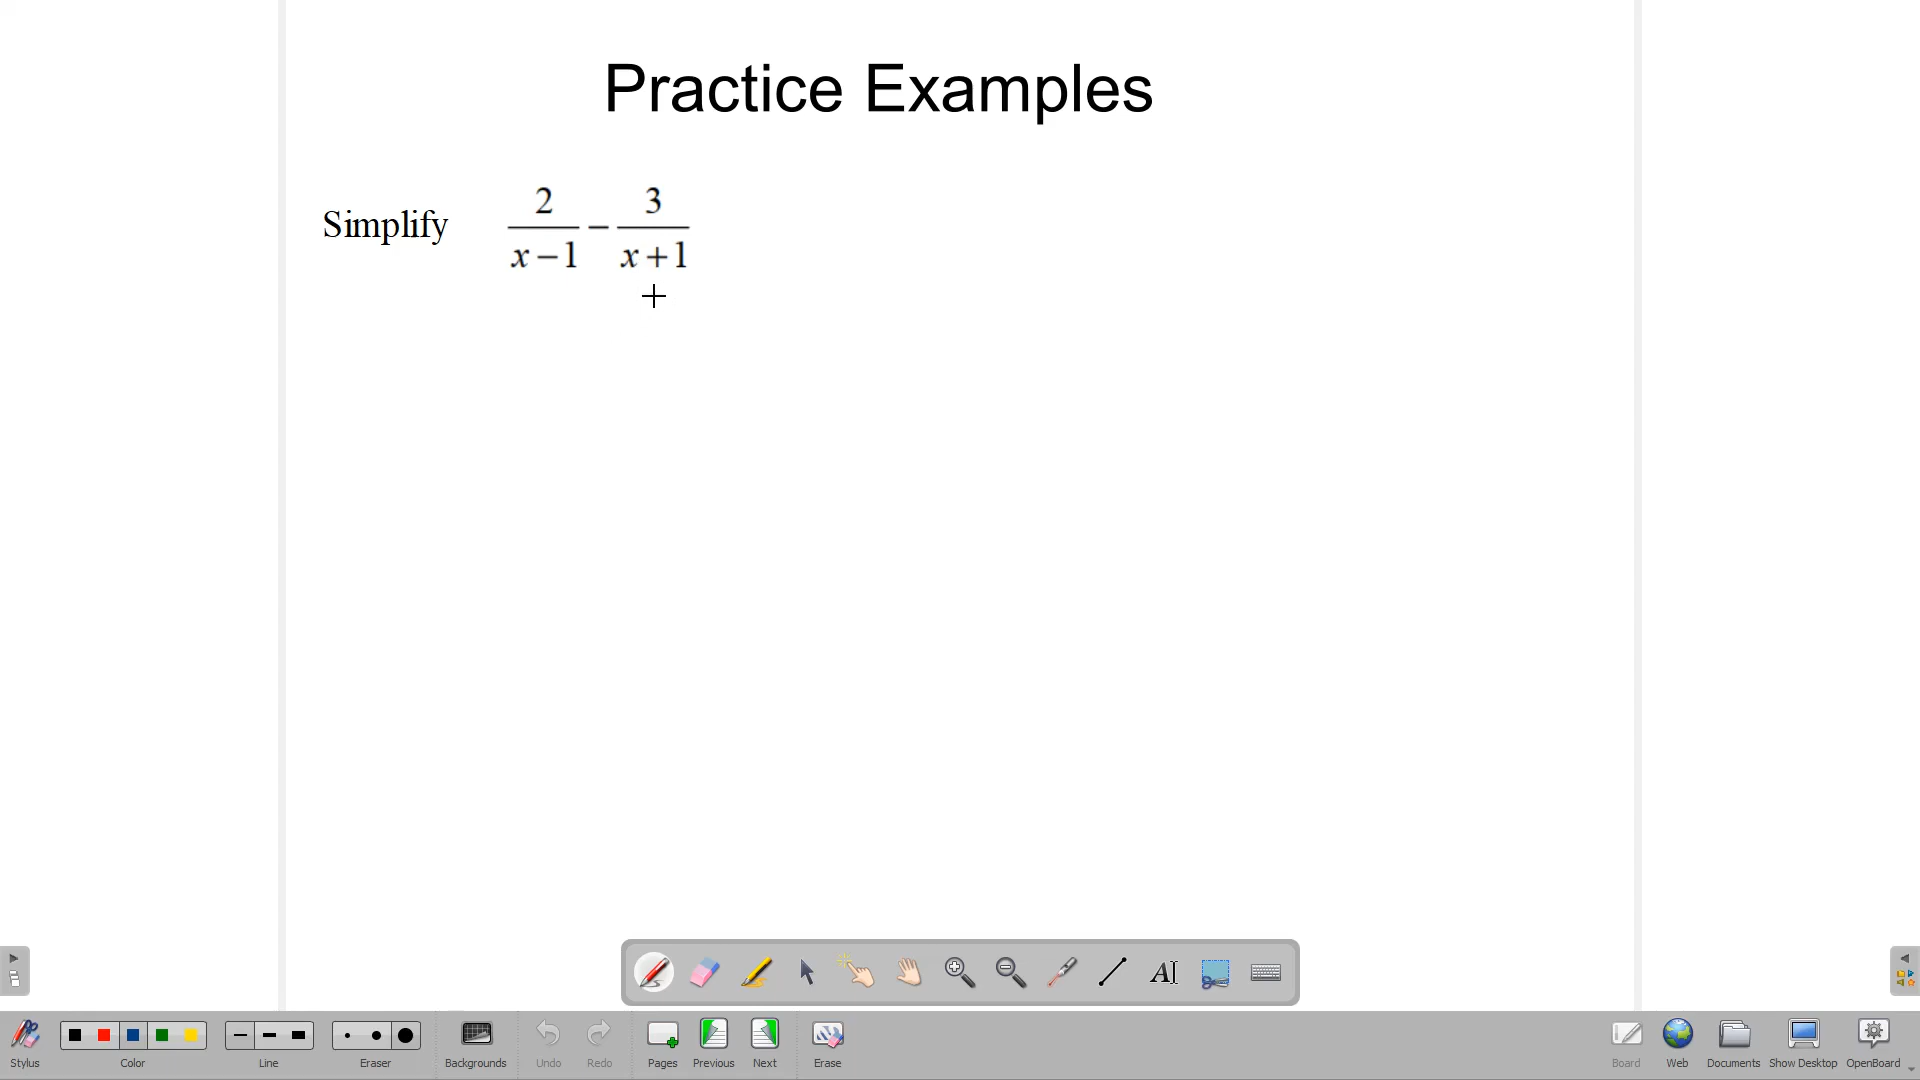 Practice Examples
Simplify 2/(x−1) − 3/(x+1)
A
Stylus Color Line Eraser Backgrounds Undo Redo Pages Previous Next Erase Board Web Documents Show Desktop OpenBoard